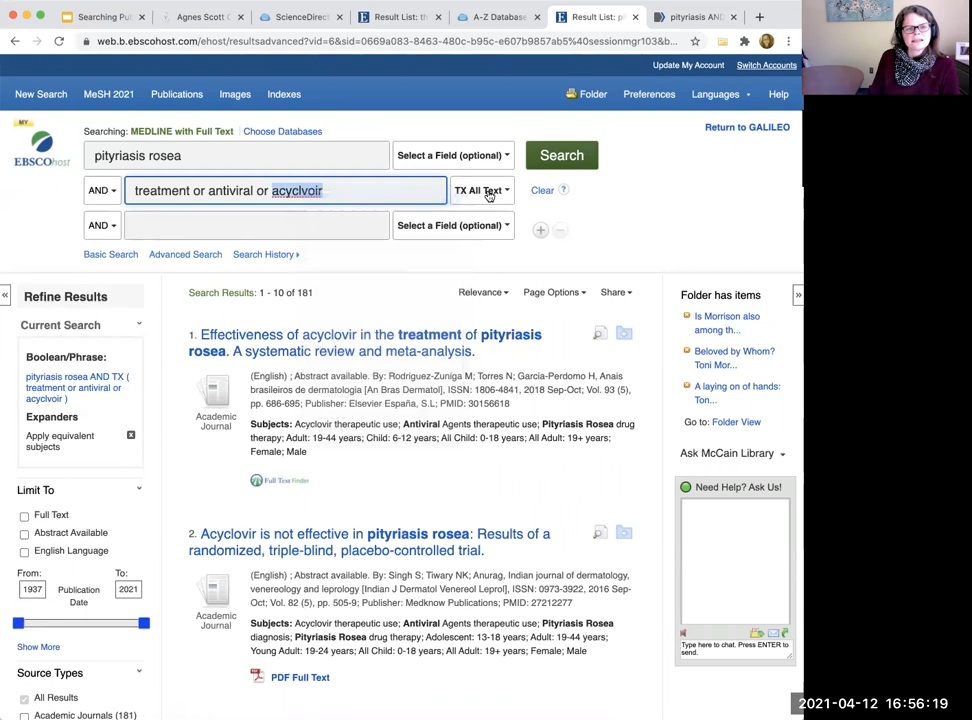 Searching Pul
Agnes Scott C
ScienceDirect
Result List: th
A-Z Database
Result List: pi
pityriasis AND
web.b.ebscohost.com/ehost/resultsadvanced?vid=6&sid=0669a083-8463-480c-b95c-e607b9857ab5%40sessionmgr103&b...
Update My Account Switch Accounts
New Search MeSH 2021 Publications Images Indexes Folder Preferences Languages Help
MY
EBSCOhost
Searching: MEDLINE with Full Text Choose Databases
Return to GALILEO
pityriasis rosea Select a Field (optional) Search
AND treatment or antiviral or acyclvoir TX All Text Clear ?
AND Select a Field (optional)
Basic Search Advanced Search Search History
Refine Results
Current Search
Boolean/Phrase:
pityriasis rosea AND TX (
treatment or antiviral or
acyclovir )
Expanders
Apply equivalent
subjects
Limit To
Full Text
Abstract Available
English Language
From: To:
1937 Publication 2021
Date
Show More
Source Types
All Results
Academic Journals (181)
Search Results: 1 - 10 of 181 Relevance Page Options Share
1. Effectiveness of acyclovir in the treatment of pityriasis
rosea. A systematic review and meta-analysis.
(English) ; Abstract available. By: Rodriguez-Zuniga M; Torres N; Garcia-Perdomo H, Anais
brasileiros de dermatologia [An Bras Dermatol], ISSN: 1806-4841, 2018 Sep-Oct; Vol. 93 (5),
pp. 686-695; Publisher: Elsevier España, S.L; PMID: 30156618
Academic
Journal
Subjects: Acyclovir therapeutic use; Antiviral Agents therapeutic use; Pityriasis Rosea drug
therapy; Adult: 19-44 years; Child: 6-12 years; All Child: 0-18 years; All Adult: 19+ years;
Female; Male
Full Text Finder
2. Acyclovir is not effective in pityriasis rosea: Results of a
randomized, triple-blind, placebo-controlled trial.
(English) ; Abstract available. By: Singh S; Tiwary NK; Anurag, Indian journal of dermatology,
venereology and leprology [Indian J Dermatol Venereol Leprol], ISSN: 0973-3922, 2016 Sep-
Oct; Vol. 82 (5), pp. 505-9; Publisher: Medknow Publications; PMID: 27212277
Academic
Journal
Subjects: Acyclovir therapeutic use; Antiviral Agents therapeutic use; Pityriasis Rosea
diagnosis; Pityriasis Rosea drug therapy; Adolescent: 13-18 years; Adult: 19-44 years;
Young Adult: 19-24 years; All Child: 0-18 years; All Adult: 19+ years; Female; Male
PDF Full Text
Folder has items
Is Morrison also
among th...
Beloved by Whom?
Toni Mor...
A laying on of hands:
Ton...
Go to: Folder View
Ask McCain Library
Need Help? Ask Us!
Type here to chat. Press ENTER to
send.
2021-04-12 16:56:19